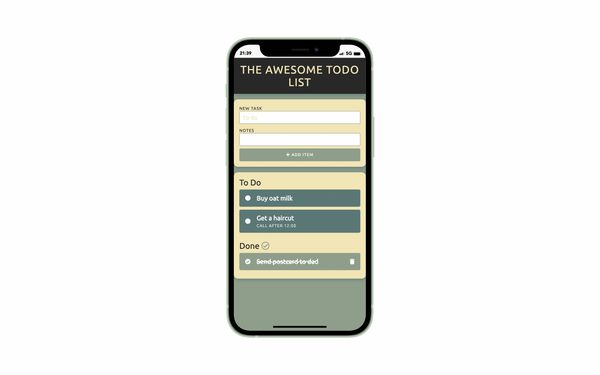 21:39
5G
THE AWESOME TODO
LIST
NEW TASK
To do
NOTES
+ ADD ITEM
To Do
Buy oat milk
Get a haircut
CALL AFTER 12:00
Done
Send postcard to dad